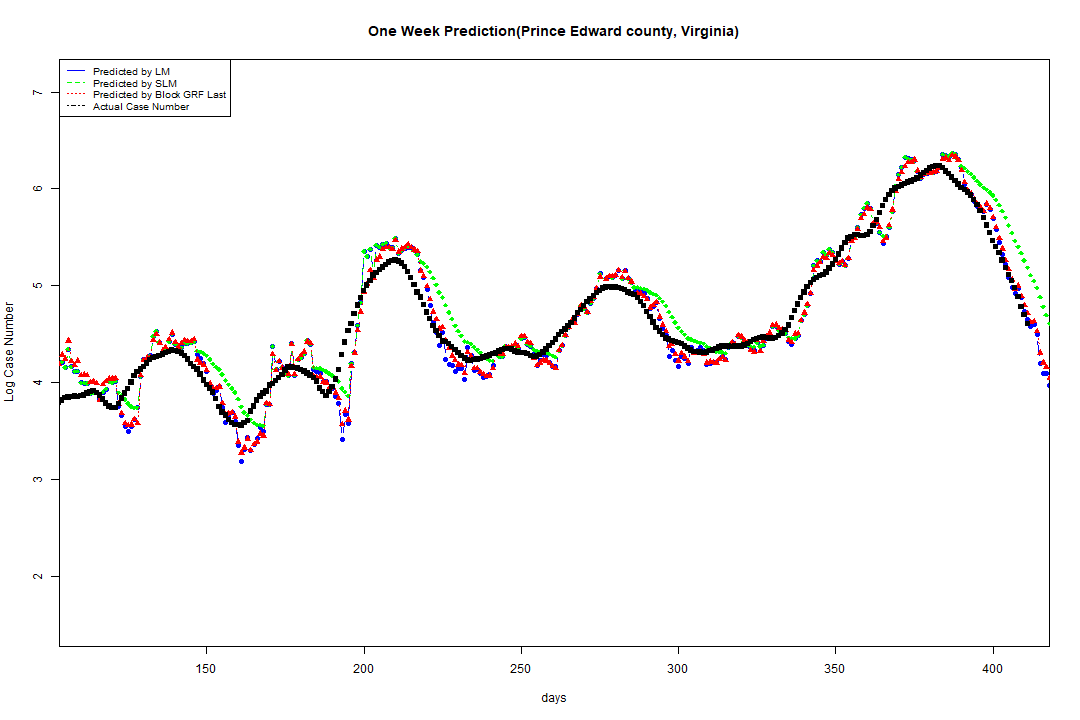 One Week Prediction(Prince Edward county, Virginia)
Predicted by LM
Predicted by SLM
Predicted by Block GRF Last
Actual Case Number
Log Case Number
7
6
5
4
3
2
150
200
250
300
350
400
days